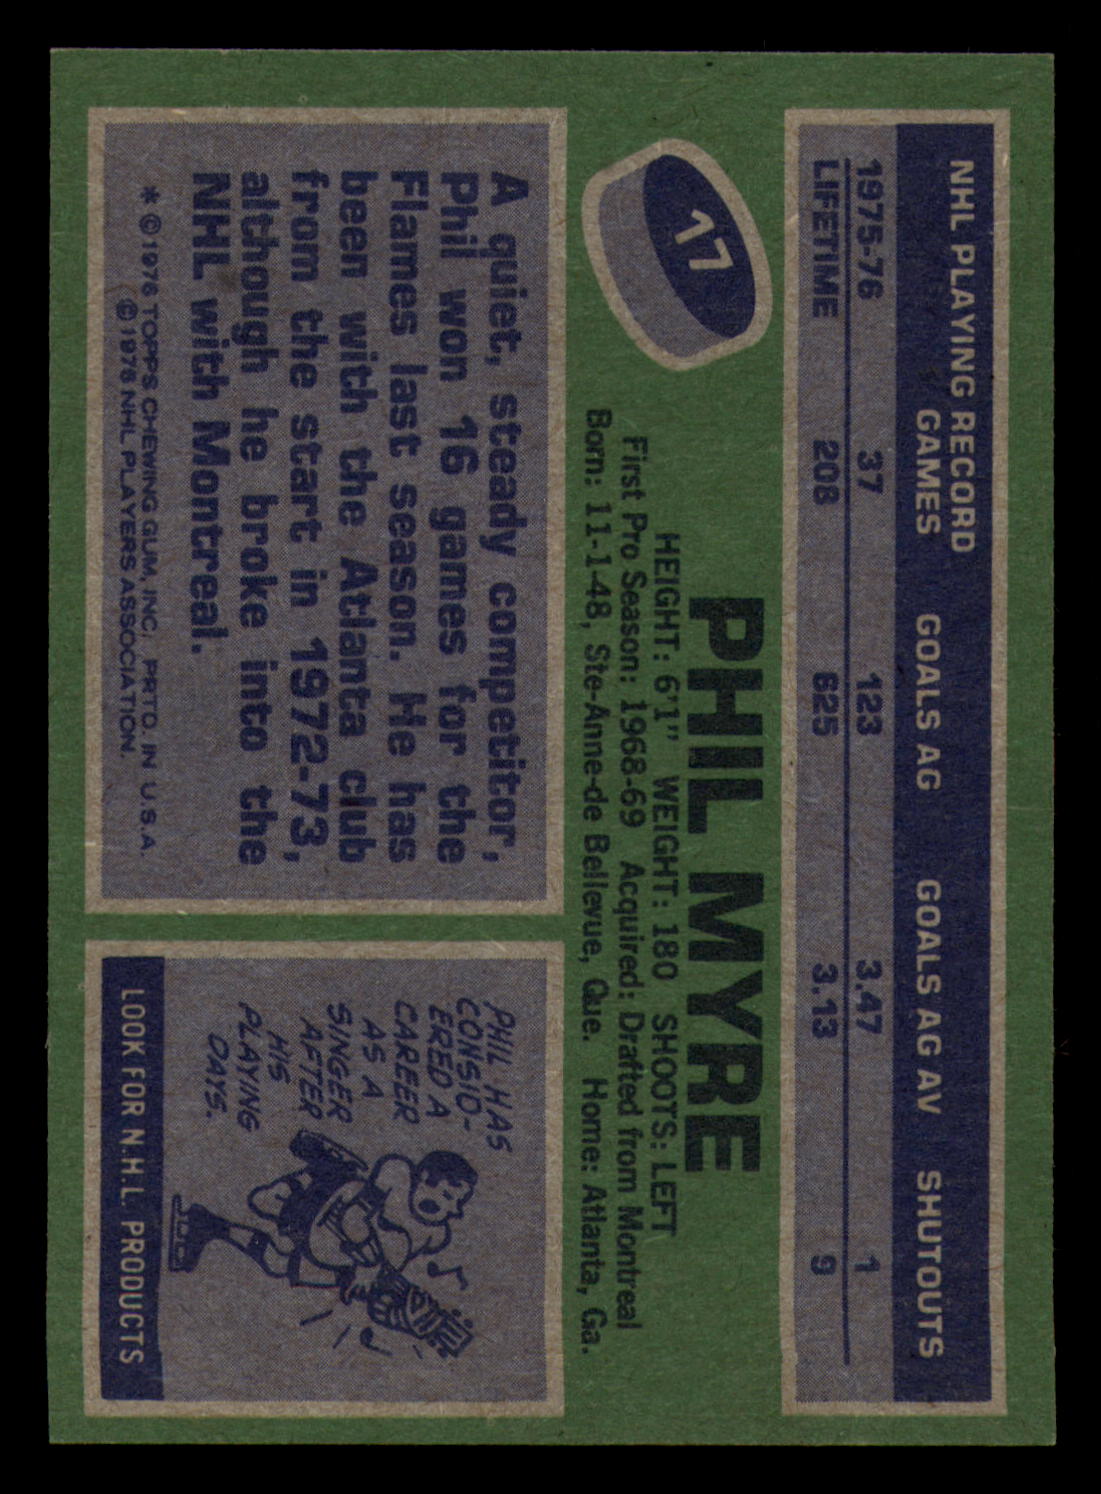 NHL PLAYING RECORD
GAMES GOALS AG GOALS AG AV SHUTOUTS
1975-76 37 123 3.47 1
LIFETIME 208 625 3.13 9
17
PHIL MYRE
HEIGHT: 6'1" WEIGHT: 180 SHOOTS: LEFT
First Pro Season: 1968-69 Acquired: Drafted from Montreal
Born: 11-1-48, Ste-Anne-de Bellevue, Que. Home: Atlanta, Ga.
A quiet, steady competitor,
Phil won 16 games for the
Flames last season. He has
been with the Atlanta club
from the start in 1972-73,
although he broke into the
NHL with Montreal.
* © 1976 TOPPS CHEWING GUM, INC. PRTD. IN U.S.A.
© 1976 NHL PLAYERS ASSOCIATION.
PHIL HAS
CONSID-
ERED A
CAREER
AS A
SINGER
AFTER
HIS
PLAYING
DAYS.
LOOK FOR N.H.L. PRODUCTS